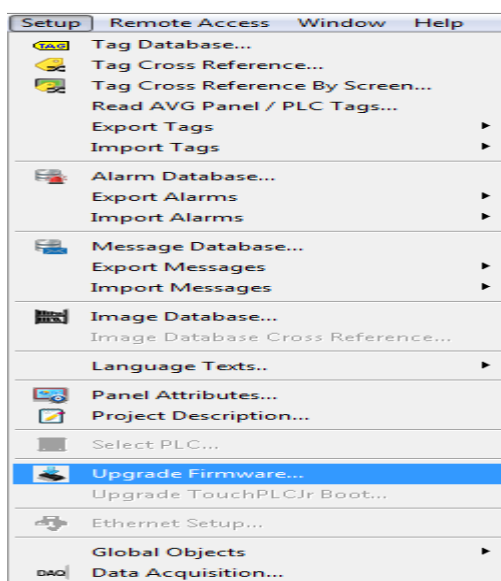 Setup Remote Access Window Help
TAG Tag Database...
Tag Cross Reference...
Tag Cross Reference By Screen...
Read AVG Panel / PLC Tags...
Export Tags
Import Tags
Alarm Database...
Export Alarms
Import Alarms
Message Database...
Export Messages
Import Messages
Image Database...
Image Database Cross Reference...
Language Texts..
Panel Attributes...
Project Description...
Select PLC...
Upgrade Firmware...
Upgrade TouchPLCJr Boot...
Ethernet Setup...
Global Objects
DAQ Data Acquisition...